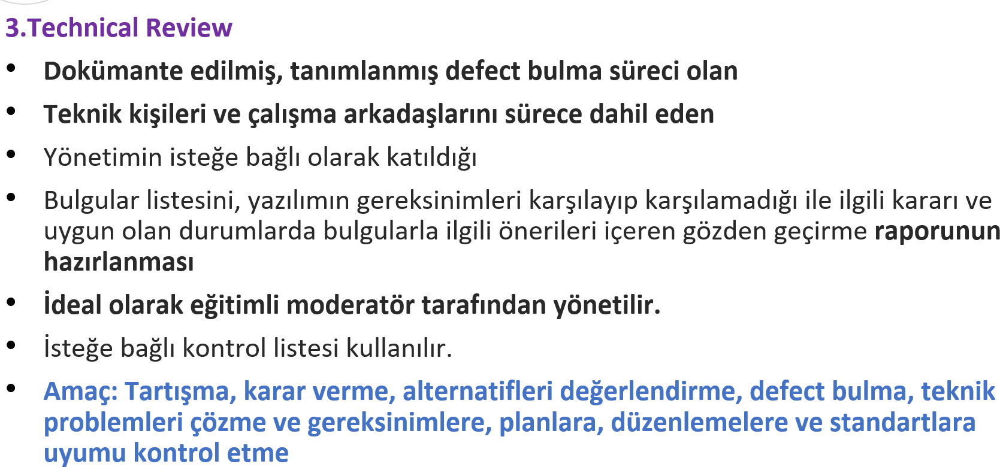 3.Technical Review
• Dokümante edilmiş, tanımlanmış defect bulma süreci olan
• Teknik kişileri ve çalışma arkadaşlarını sürece dahil eden
• Yönetimin isteğe bağlı olarak katıldığı
• Bulgular listesini, yazılımın gereksinimleri karşılayıp karşılamadığı ile ilgili kararı ve
uygun olan durumlarda bulgularla ilgili önerileri içeren gözden geçirme raporunun
hazırlanması
• İdeal olarak eğitimli moderatör tarafından yönetilir.
• İsteğe bağlı kontrol listesi kullanılır.
• Amaç: Tartışma, karar verme, alternatifleri değerlendirme, defect bulma, teknik
problemleri çözme ve gereksinimlere, planlara, düzenlemelere ve standartlara
uyumu kontrol etme